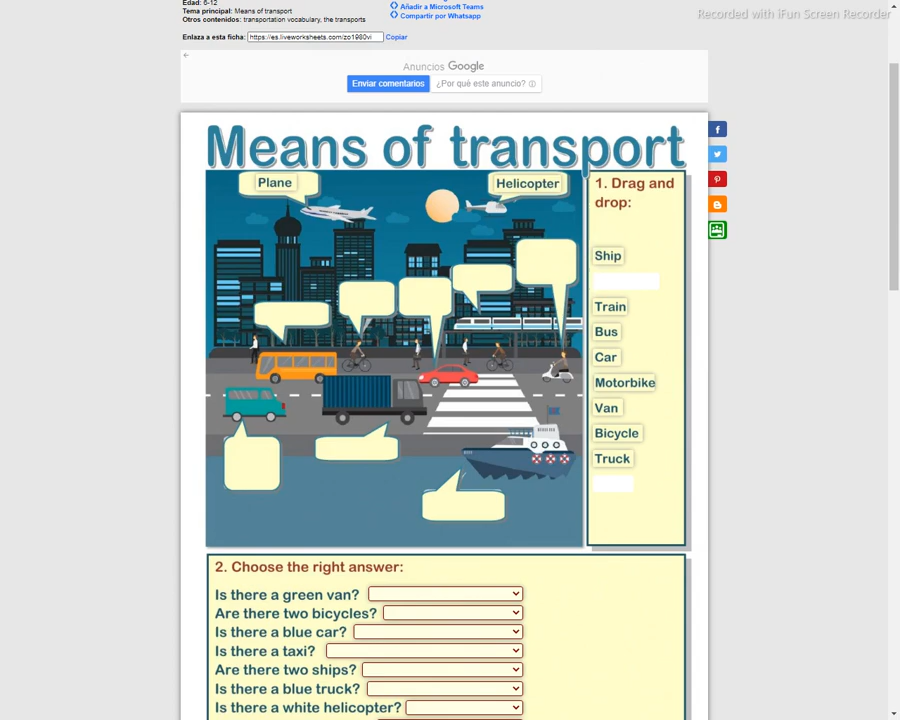 Edad: 6-12
Tema principal: Means of transport
Otros contenidos: transportation vocabulary, the transports
Añadir a Microsoft Teams
Compartir por Whatsapp
Recorded with iFun Screen Recorder
Enlaza a esta ficha: https://es.liveworksheets.com/zo1980vi Copiar
Anuncios Google
Enviar comentarios
¿Por qué este anuncio?
Means of transport
Plane
Helicopter
1. Drag and
drop:
Ship
Train
Bus
Car
Motorbike
Van
Bicycle
Truck
2. Choose the right answer:
Is there a green van?
Are there two bicycles?
Is there a blue car?
Is there a taxi?
Are there two ships?
Is there a blue truck?
Is there a white helicopter?